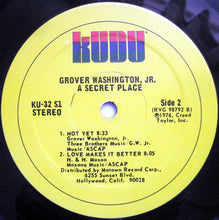 KUDU
GROVER WASHINGTON, JR.
A SECRET PLACE
KU-32 S1
STEREO
Side 2
(RVG 98792 B)
℗1976, Creed
Taylor, Inc.
1. NOT YET 8:33
Grover Washington, Jr.
Three Brothers Music/G.W. Jr.
Music/ASCAP
2. LOVE MAKES IT BETTER 8:05
H. & H. Mason
Masong Music/ASCAP
Distributed by Motown Record Corp.
6255 Sunset Blvd.
Hollywood, Calif. 90028